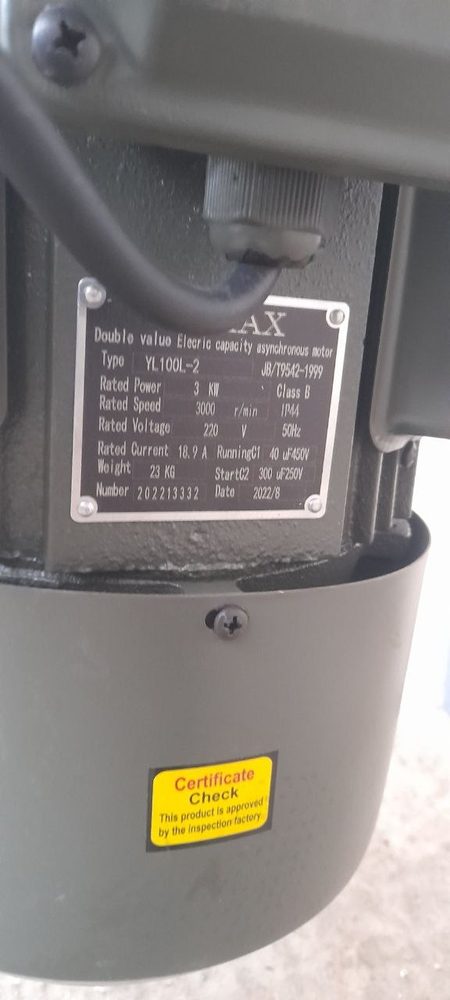 Double value Elecric capacity asynchronous motor
Type YL100L-2 JB/T9542-1999
Rated Power 3 KW Class B
Rated Speed 3000 r/min IP44
Rated Voltage 220 V 50Hz
Rated Current 18.9 A RunningC1 40 uF450V
Weight 23 KG StartC2 300 uF250V
Number 202213332 Date 2022/8
Certificate
Check
This product is approved
by the inspection factory.